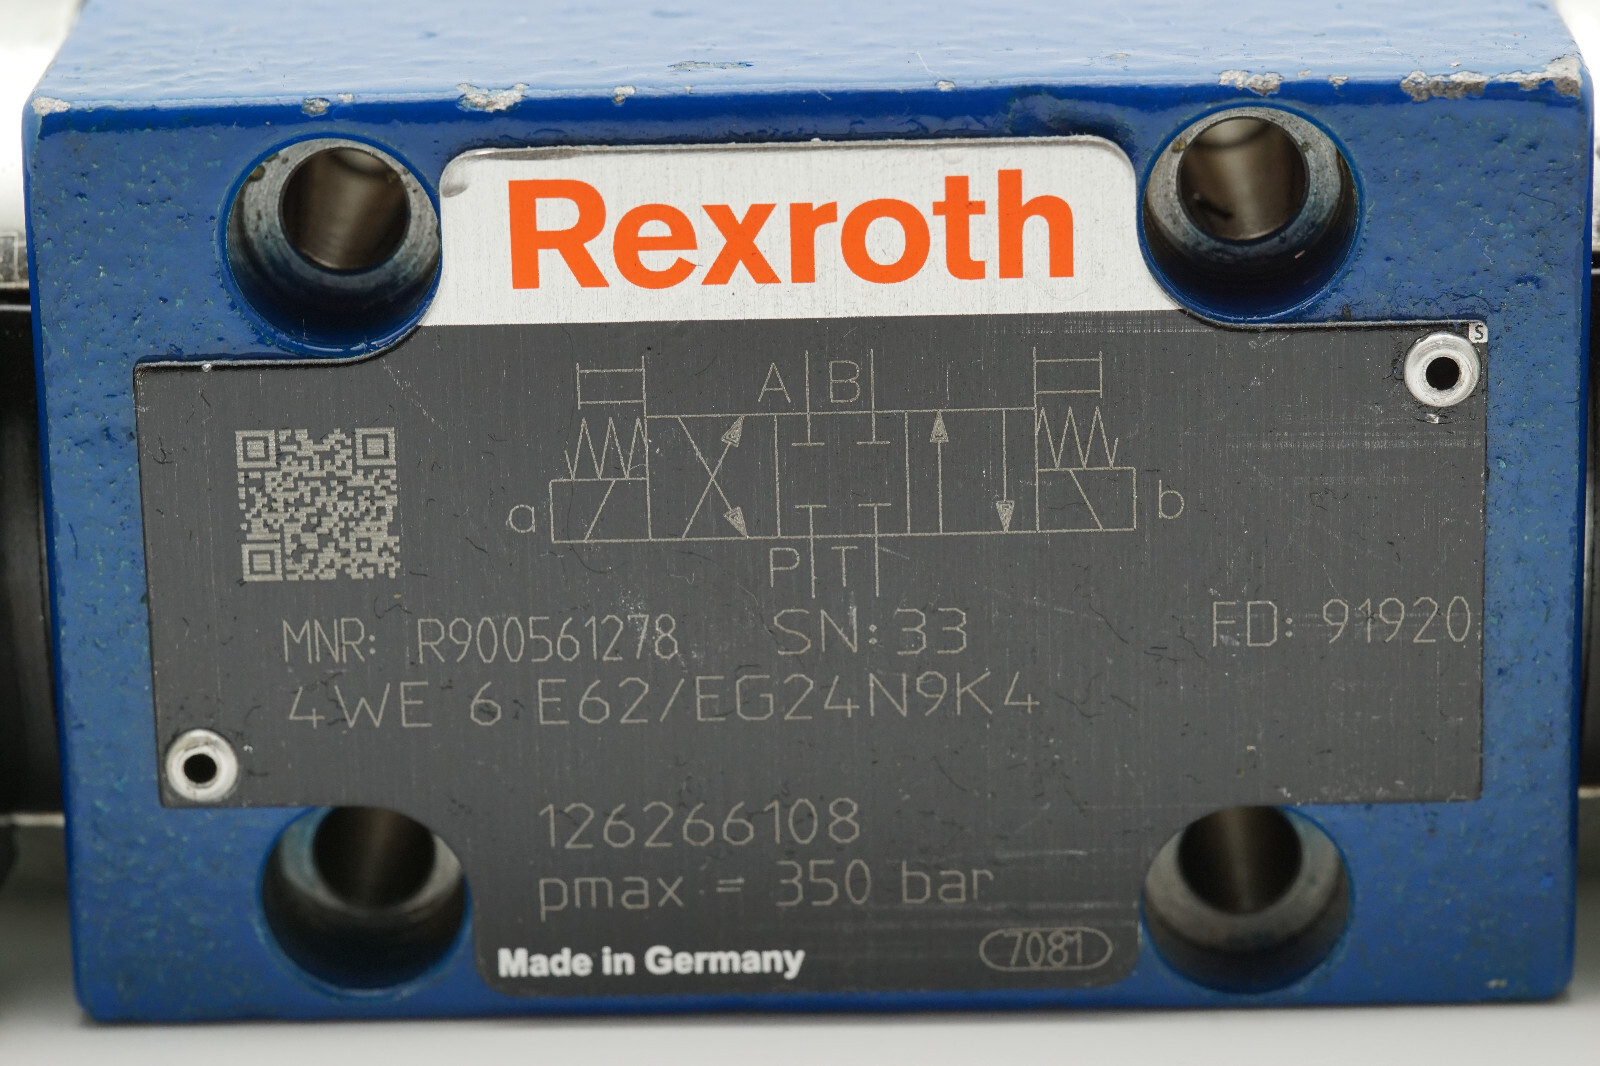 Rexroth
S
A B
a b
P T
MNR: R900561278 SN: 33 FD: 91920
4WE 6 E62/EG24N9K4
126266108
pmax = 350 bar
Made in Germany 7081